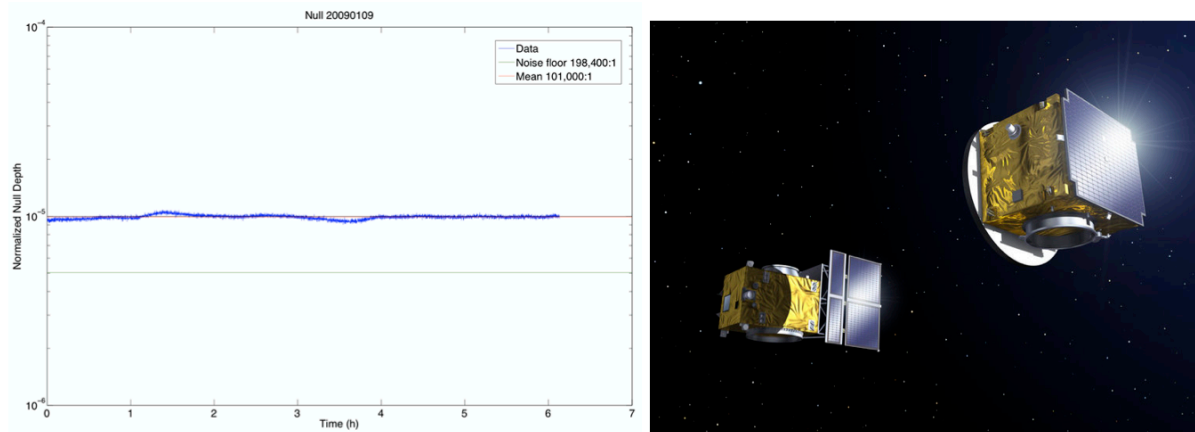 Null 20090109
10⁻⁴
Data
Noise floor 198,400:1
Mean 101,000:1
Normalized Null Depth
10⁻⁵
10⁻⁶
0 1 2 3 4 5 6 7
Time (h)